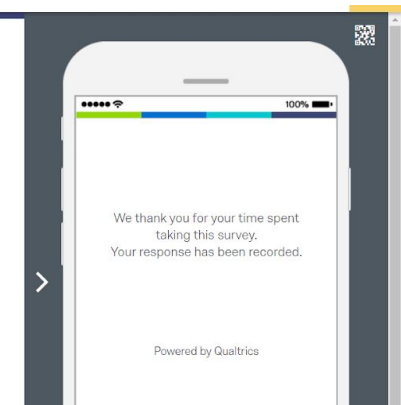 100%
We thank you for your time spent
taking this survey.
Your response has been recorded.
Powered by Qualtrics